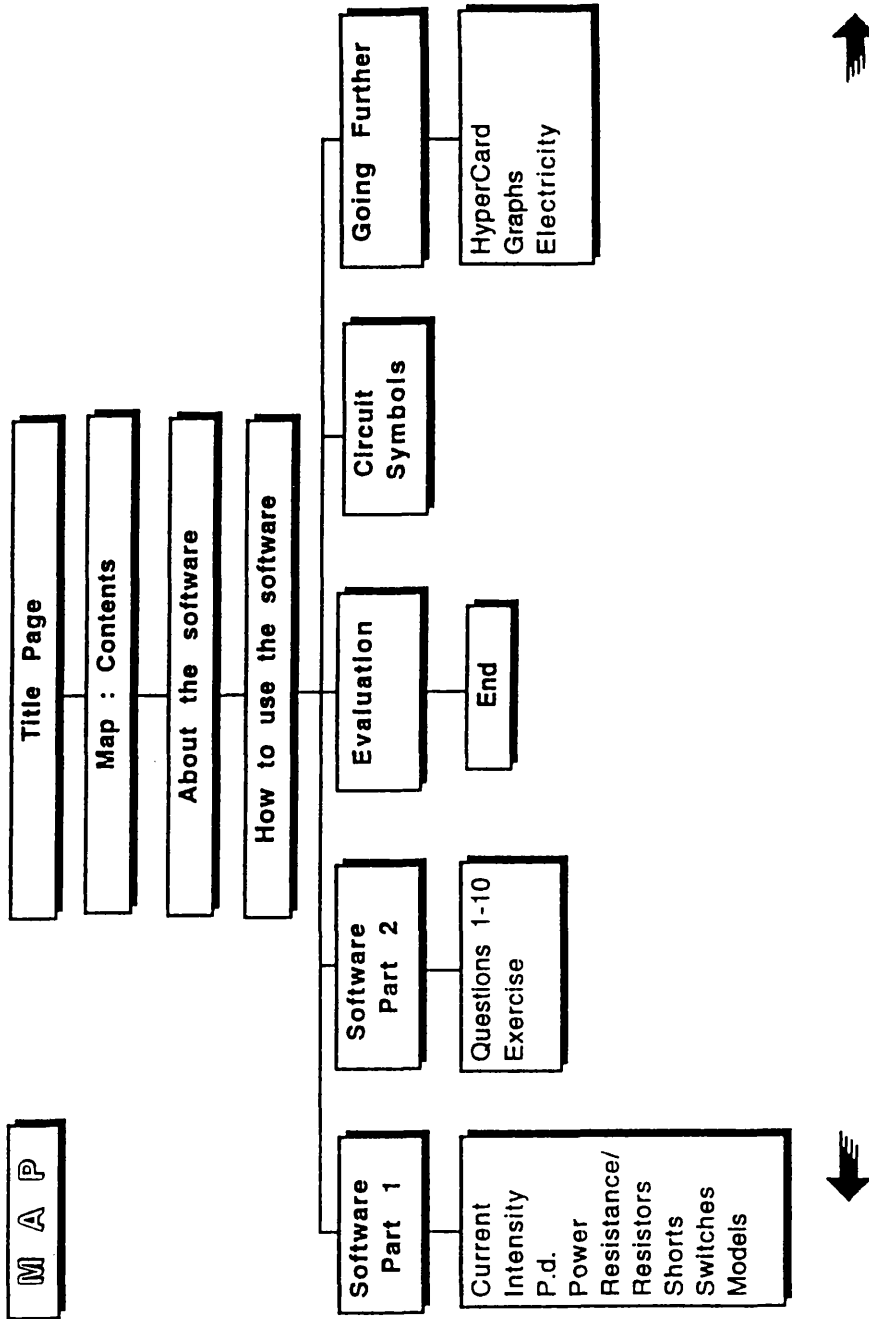 M A P
Title Page
Map : Contents
About the software
How to use the software
Software
Part 1
Current
Intensity
P.d.
Power
Resistance/
Resistors
Shorts
Switches
Models
Software
Part 2
Questions 1-10
Exercise
Evaluation
End
Circuit
Symbols
Going Further
HyperCard
Graphs
Electricity